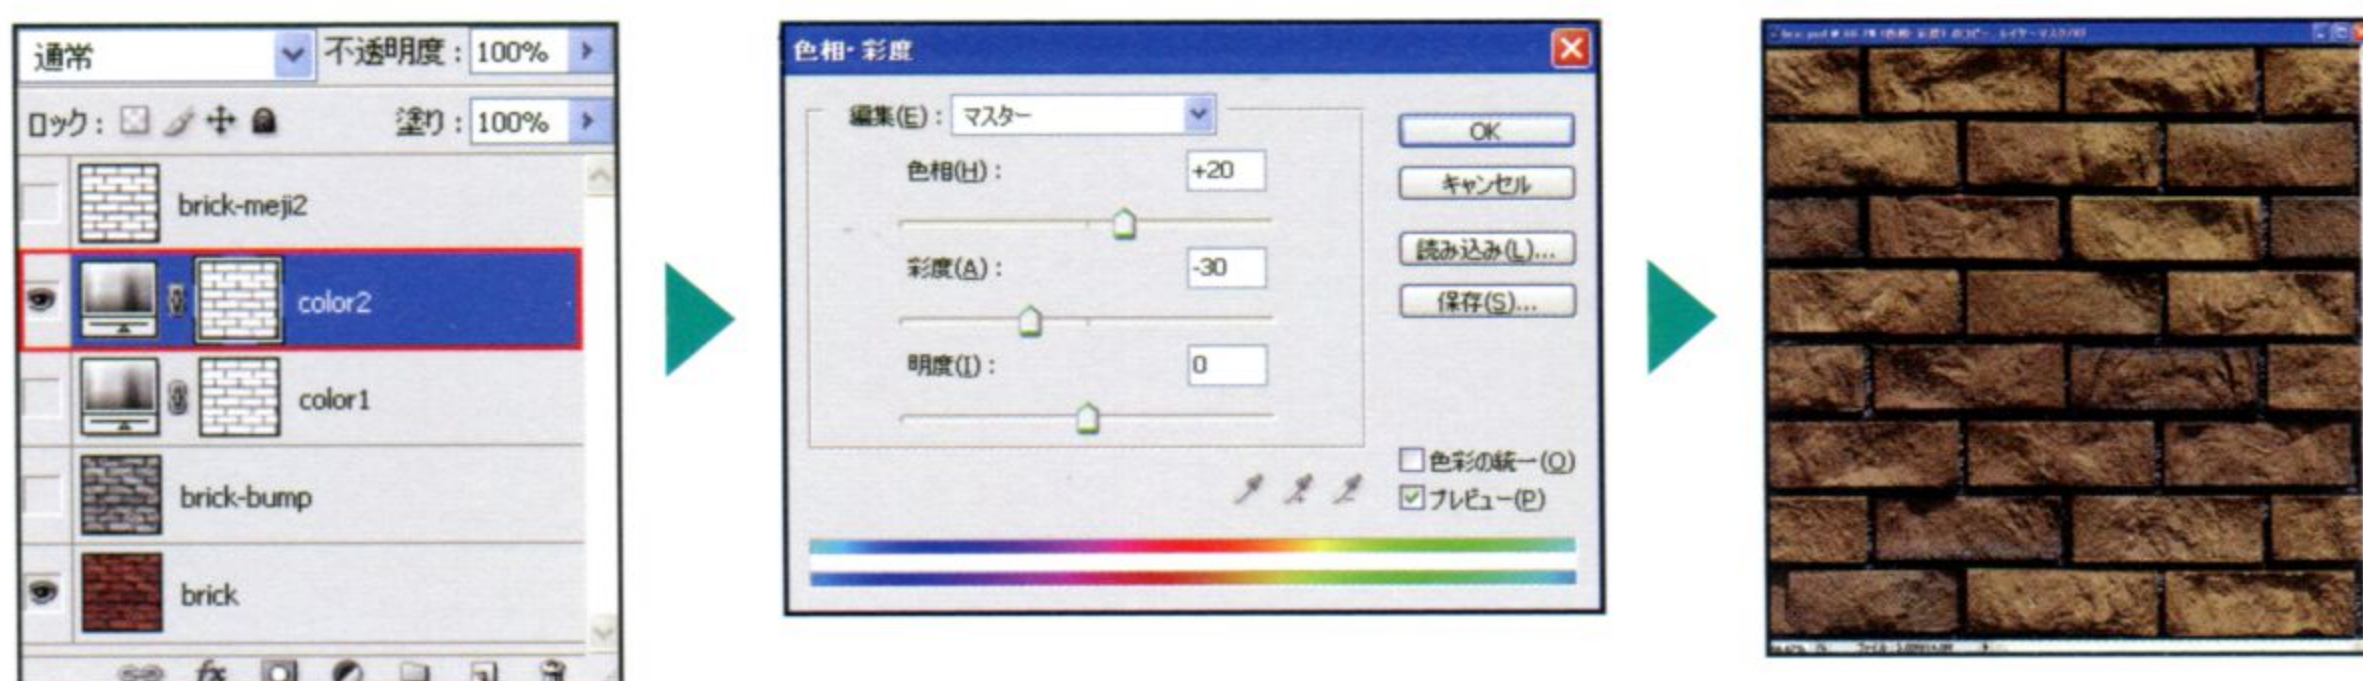 通常
不透明度 : 100%
ロック :
塗り : 100%
brick-meji2
color2
color1
brick-bump
brick
fx
色相・彩度
編集(E) : マスター
色相(H) : +20
彩度(A) : -30
明度(I) : 0
OK
キャンセル
読み込み(L)...
保存(S)...
色彩の統一(O)
プレビュー(P)